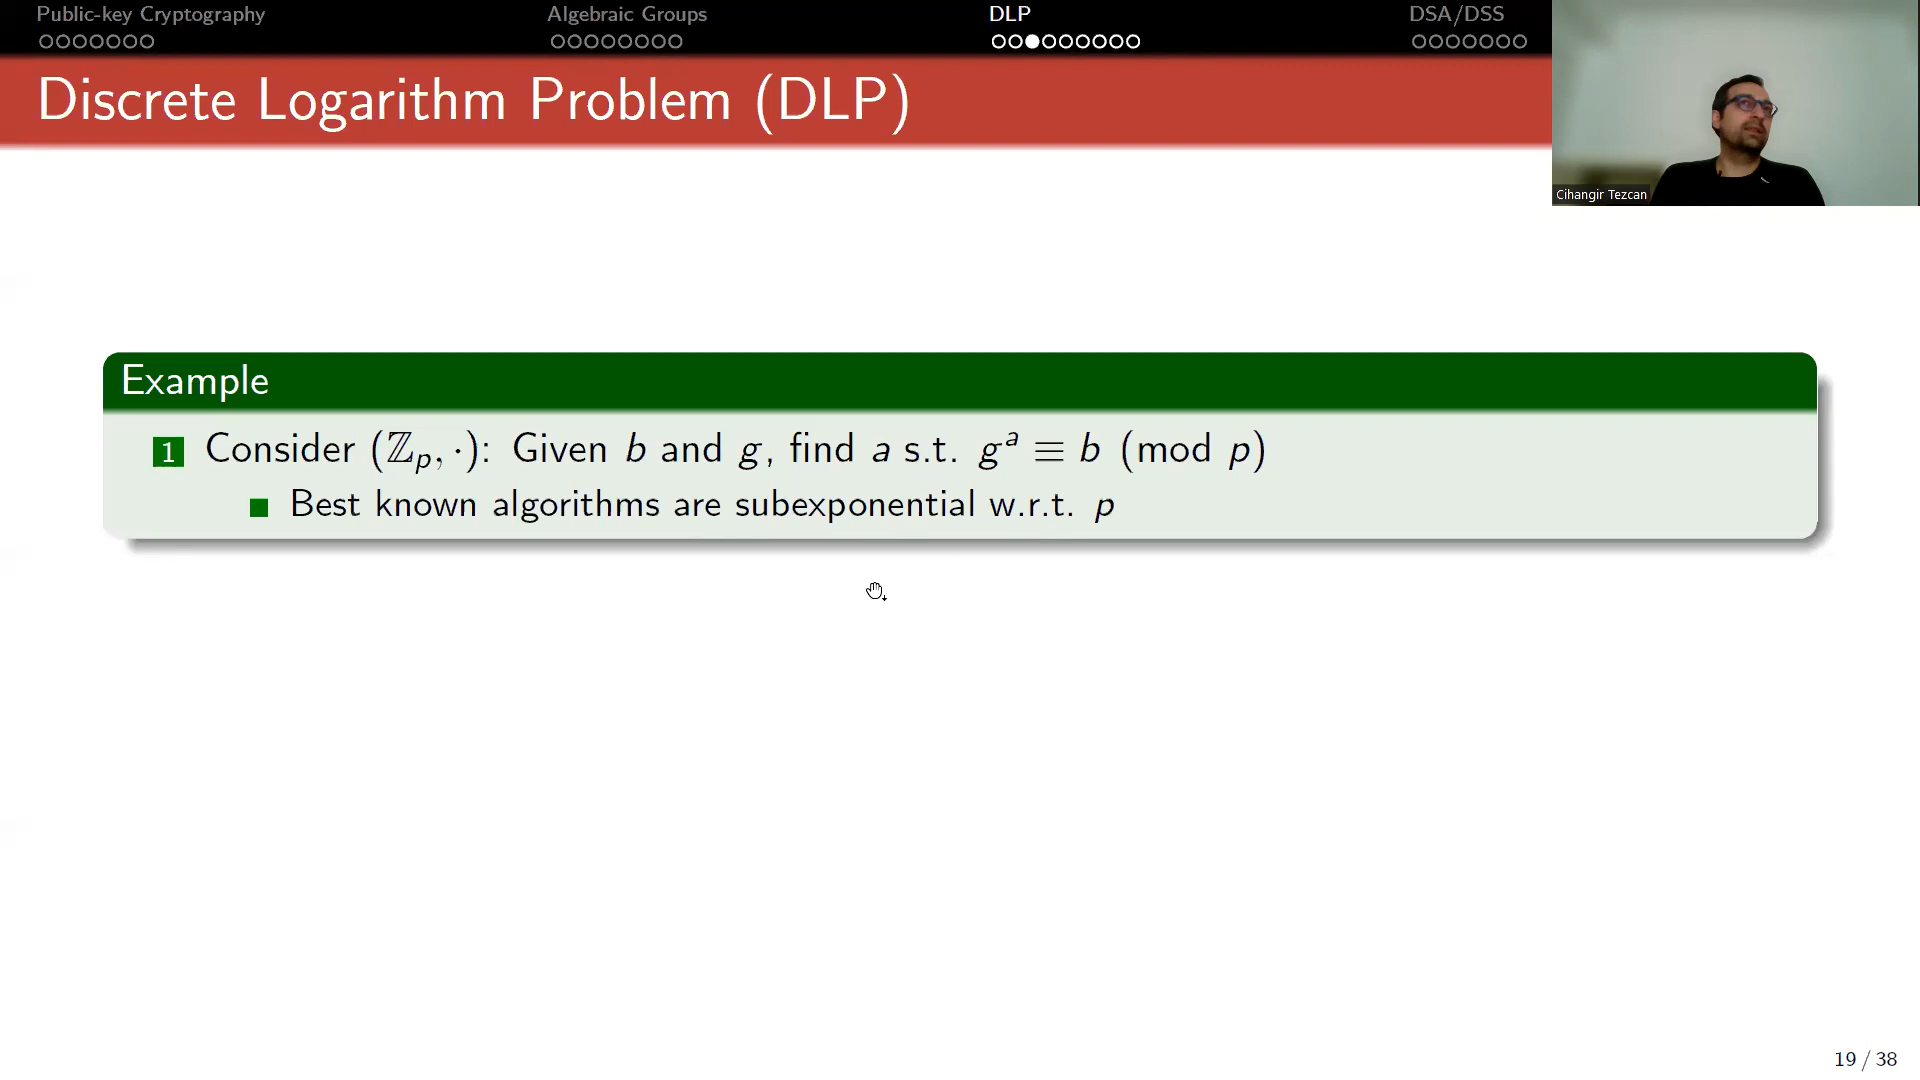 Public-key Cryptography
Algebraic Groups
DLP
DSA/DSS
Discrete Logarithm Problem (DLP)
Cihangir Tezcan
Example
1 Consider (ℤₚ, ·): Given b and g, find a s.t. gᵃ ≡ b (mod p)
Best known algorithms are subexponential w.r.t. p
19 / 38